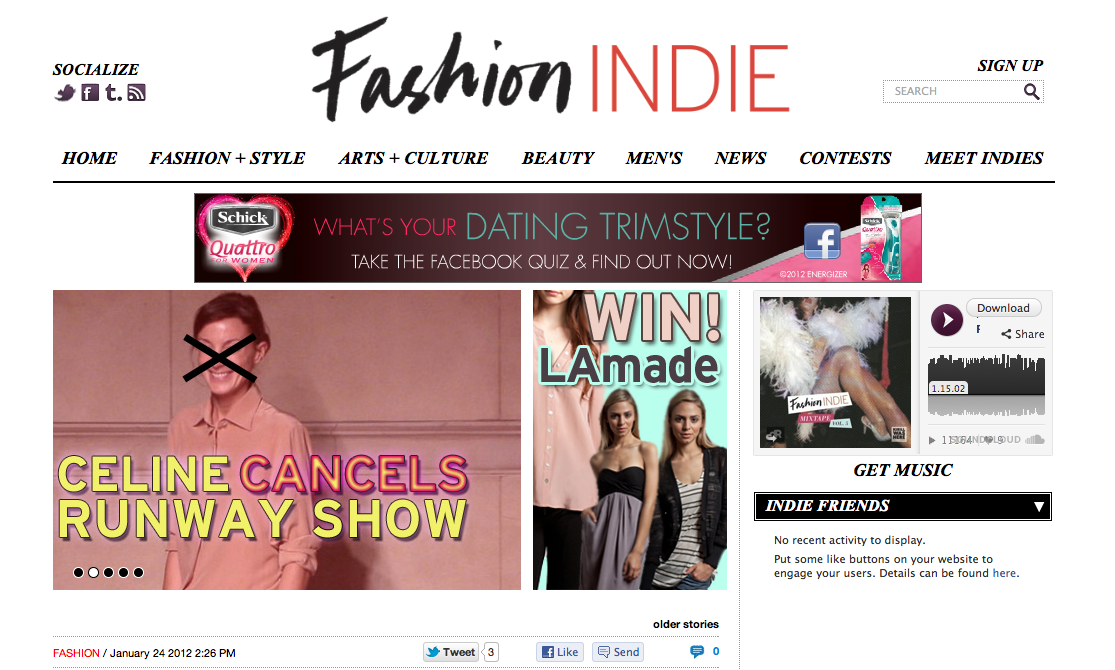 SOCIALIZE
Fashion INDIE
SIGN UP
SEARCH
HOME FASHION + STYLE ARTS + CULTURE BEAUTY MEN'S NEWS CONTESTS MEET INDIES
Schick
Quattro
FOR WOMEN
WHAT'S YOUR DATING TRIMSTYLE?
TAKE THE FACEBOOK QUIZ & FIND OUT NOW!
©2012 ENERGIZER
CELINE CANCELS
RUNWAY SHOW
WIN!
LAmade
Fashion INDIE
MIXTAPE VOL. 5
Download
Share
1.15.02
GET MUSIC
INDIE FRIENDS
No recent activity to display.
Put some like buttons on your website to
engage your users. Details can be found here.
older stories
FASHION / January 24 2012 2:26 PM
Tweet 3
Like
Send
0